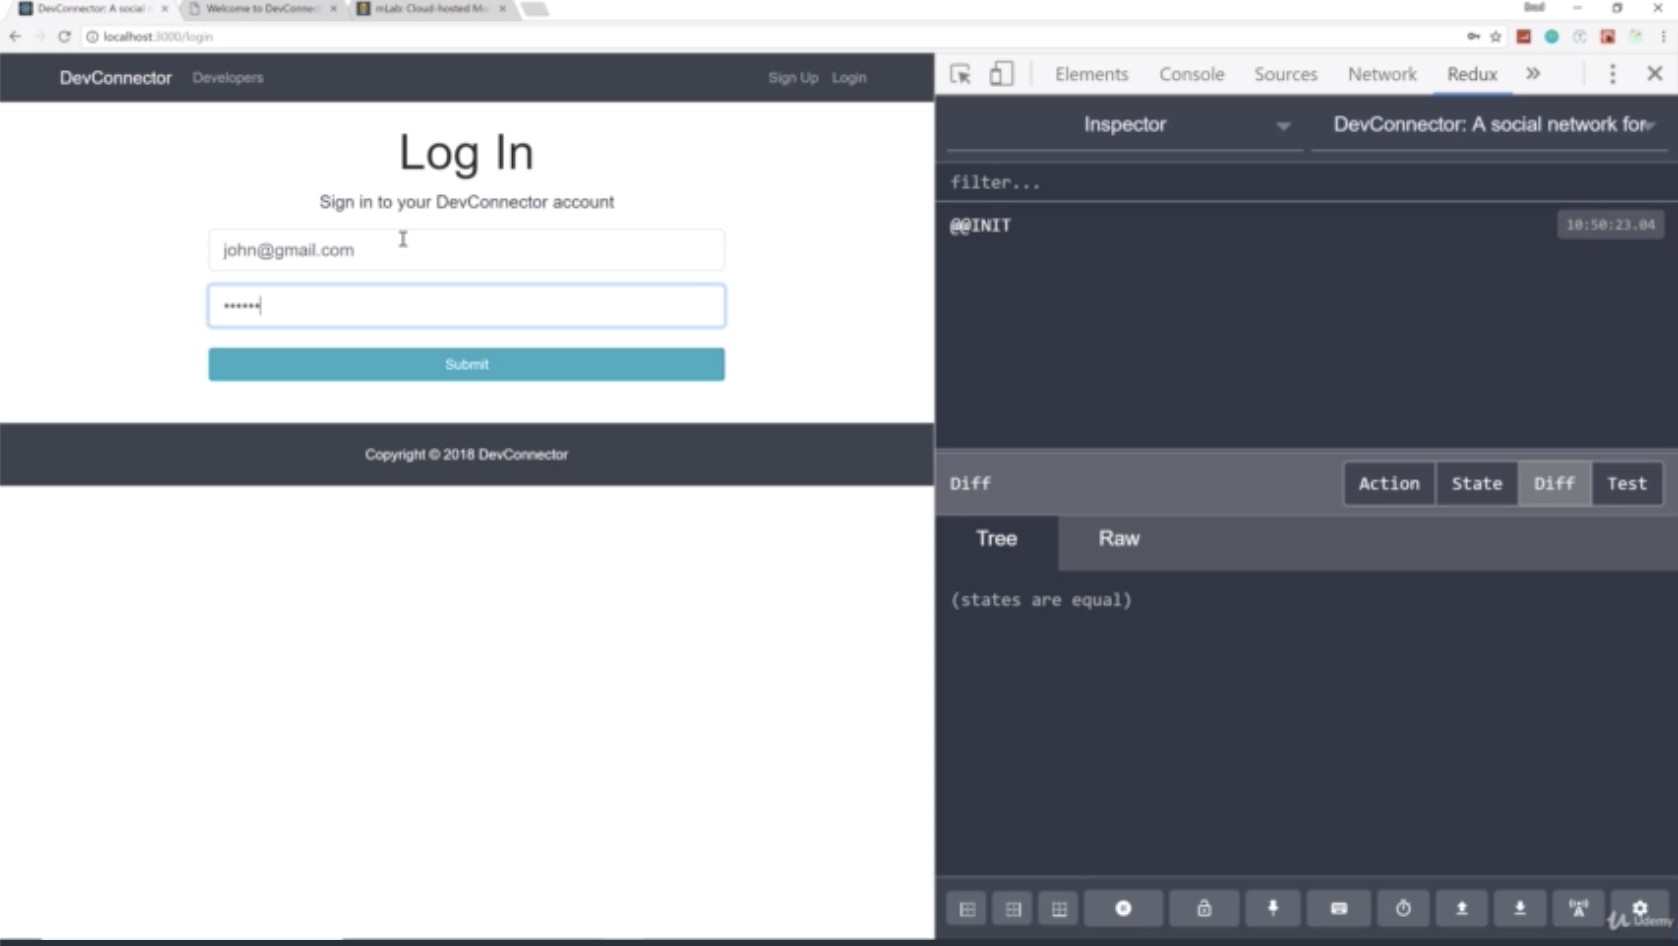 DevConnector: A social
Welcome to DevConnect
mLab: Cloud-hosted Mo
localhost:3000/login
DevConnector
Developers
Sign Up
Login
Log In
Sign in to your DevConnector account
john@gmail.com
••••••
Submit
Copyright © 2018 DevConnector
Elements
Console
Sources
Network
Redux
Inspector
DevConnector: A social network for
filter...
@@INIT
10:50:23.04
Diff
Action
State
Diff
Test
Tree
Raw
(states are equal)
Udemy